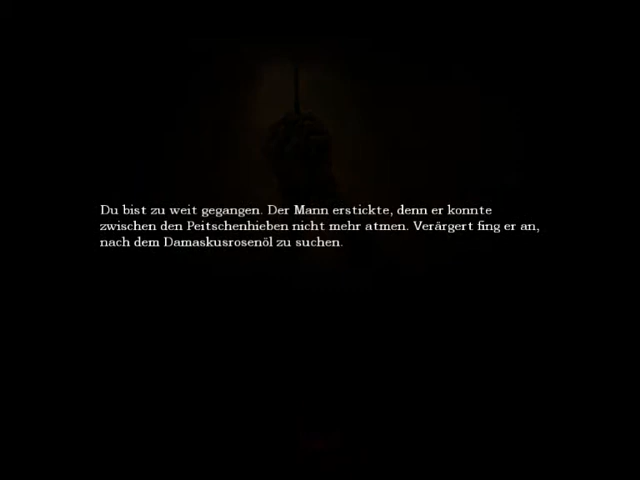 Du bist zu weit gegangen. Der Mann erstickte, denn er konnte
zwischen den Peitschenhieben nicht mehr atmen. Verärgert fing er an,
nach dem Damaskusrosenöl zu suchen.